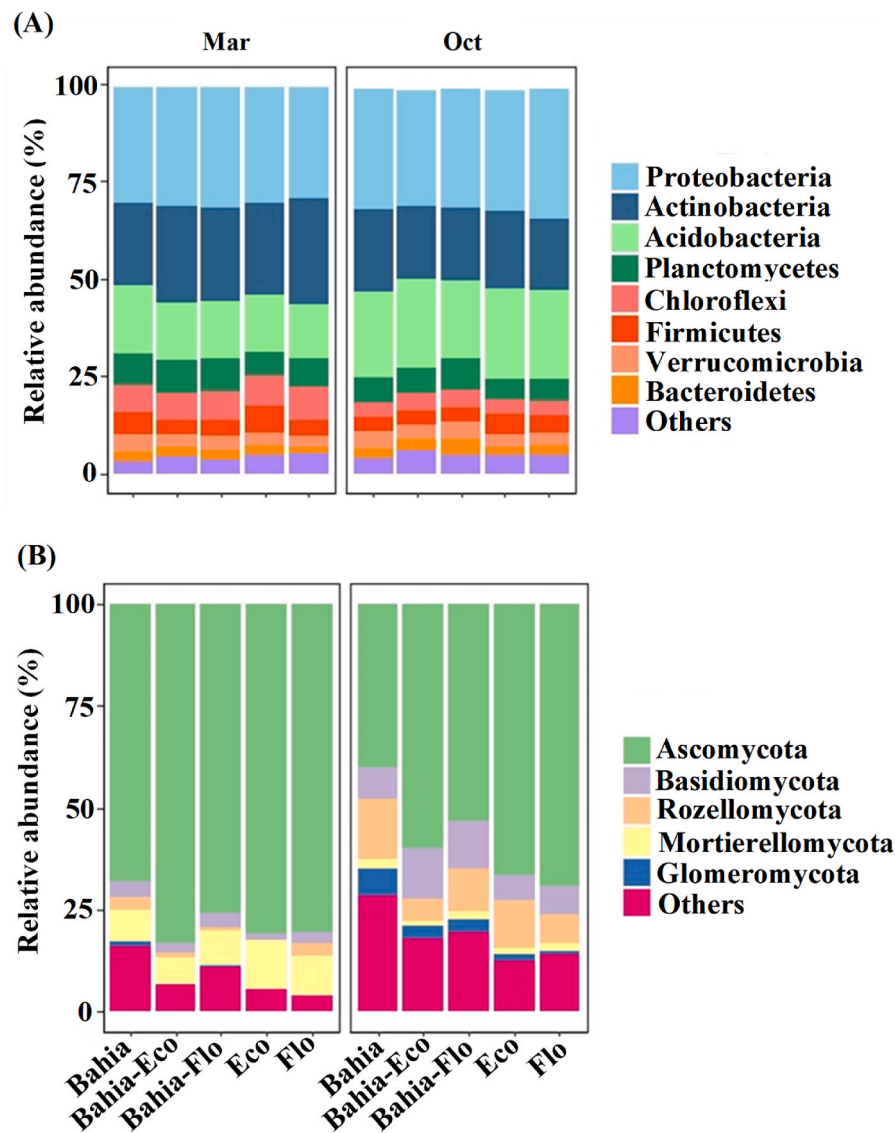 (A)
Mar Oct
Relative abundance (%)
100
75
50
25
0
Proteobacteria
Actinobacteria
Acidobacteria
Planctomycetes
Chloroflexi
Firmicutes
Verrucomicrobia
Bacteroidetes
Others
(B)
Relative abundance (%)
100
75
50
25
0
Ascomycota
Basidiomycota
Rozellomycota
Mortierellomycota
Glomeromycota
Others
Bahia
Bahia-Eco
Bahia-Flo
Eco
Flo
Bahia
Bahia-Eco
Bahia-Flo
Eco
Flo